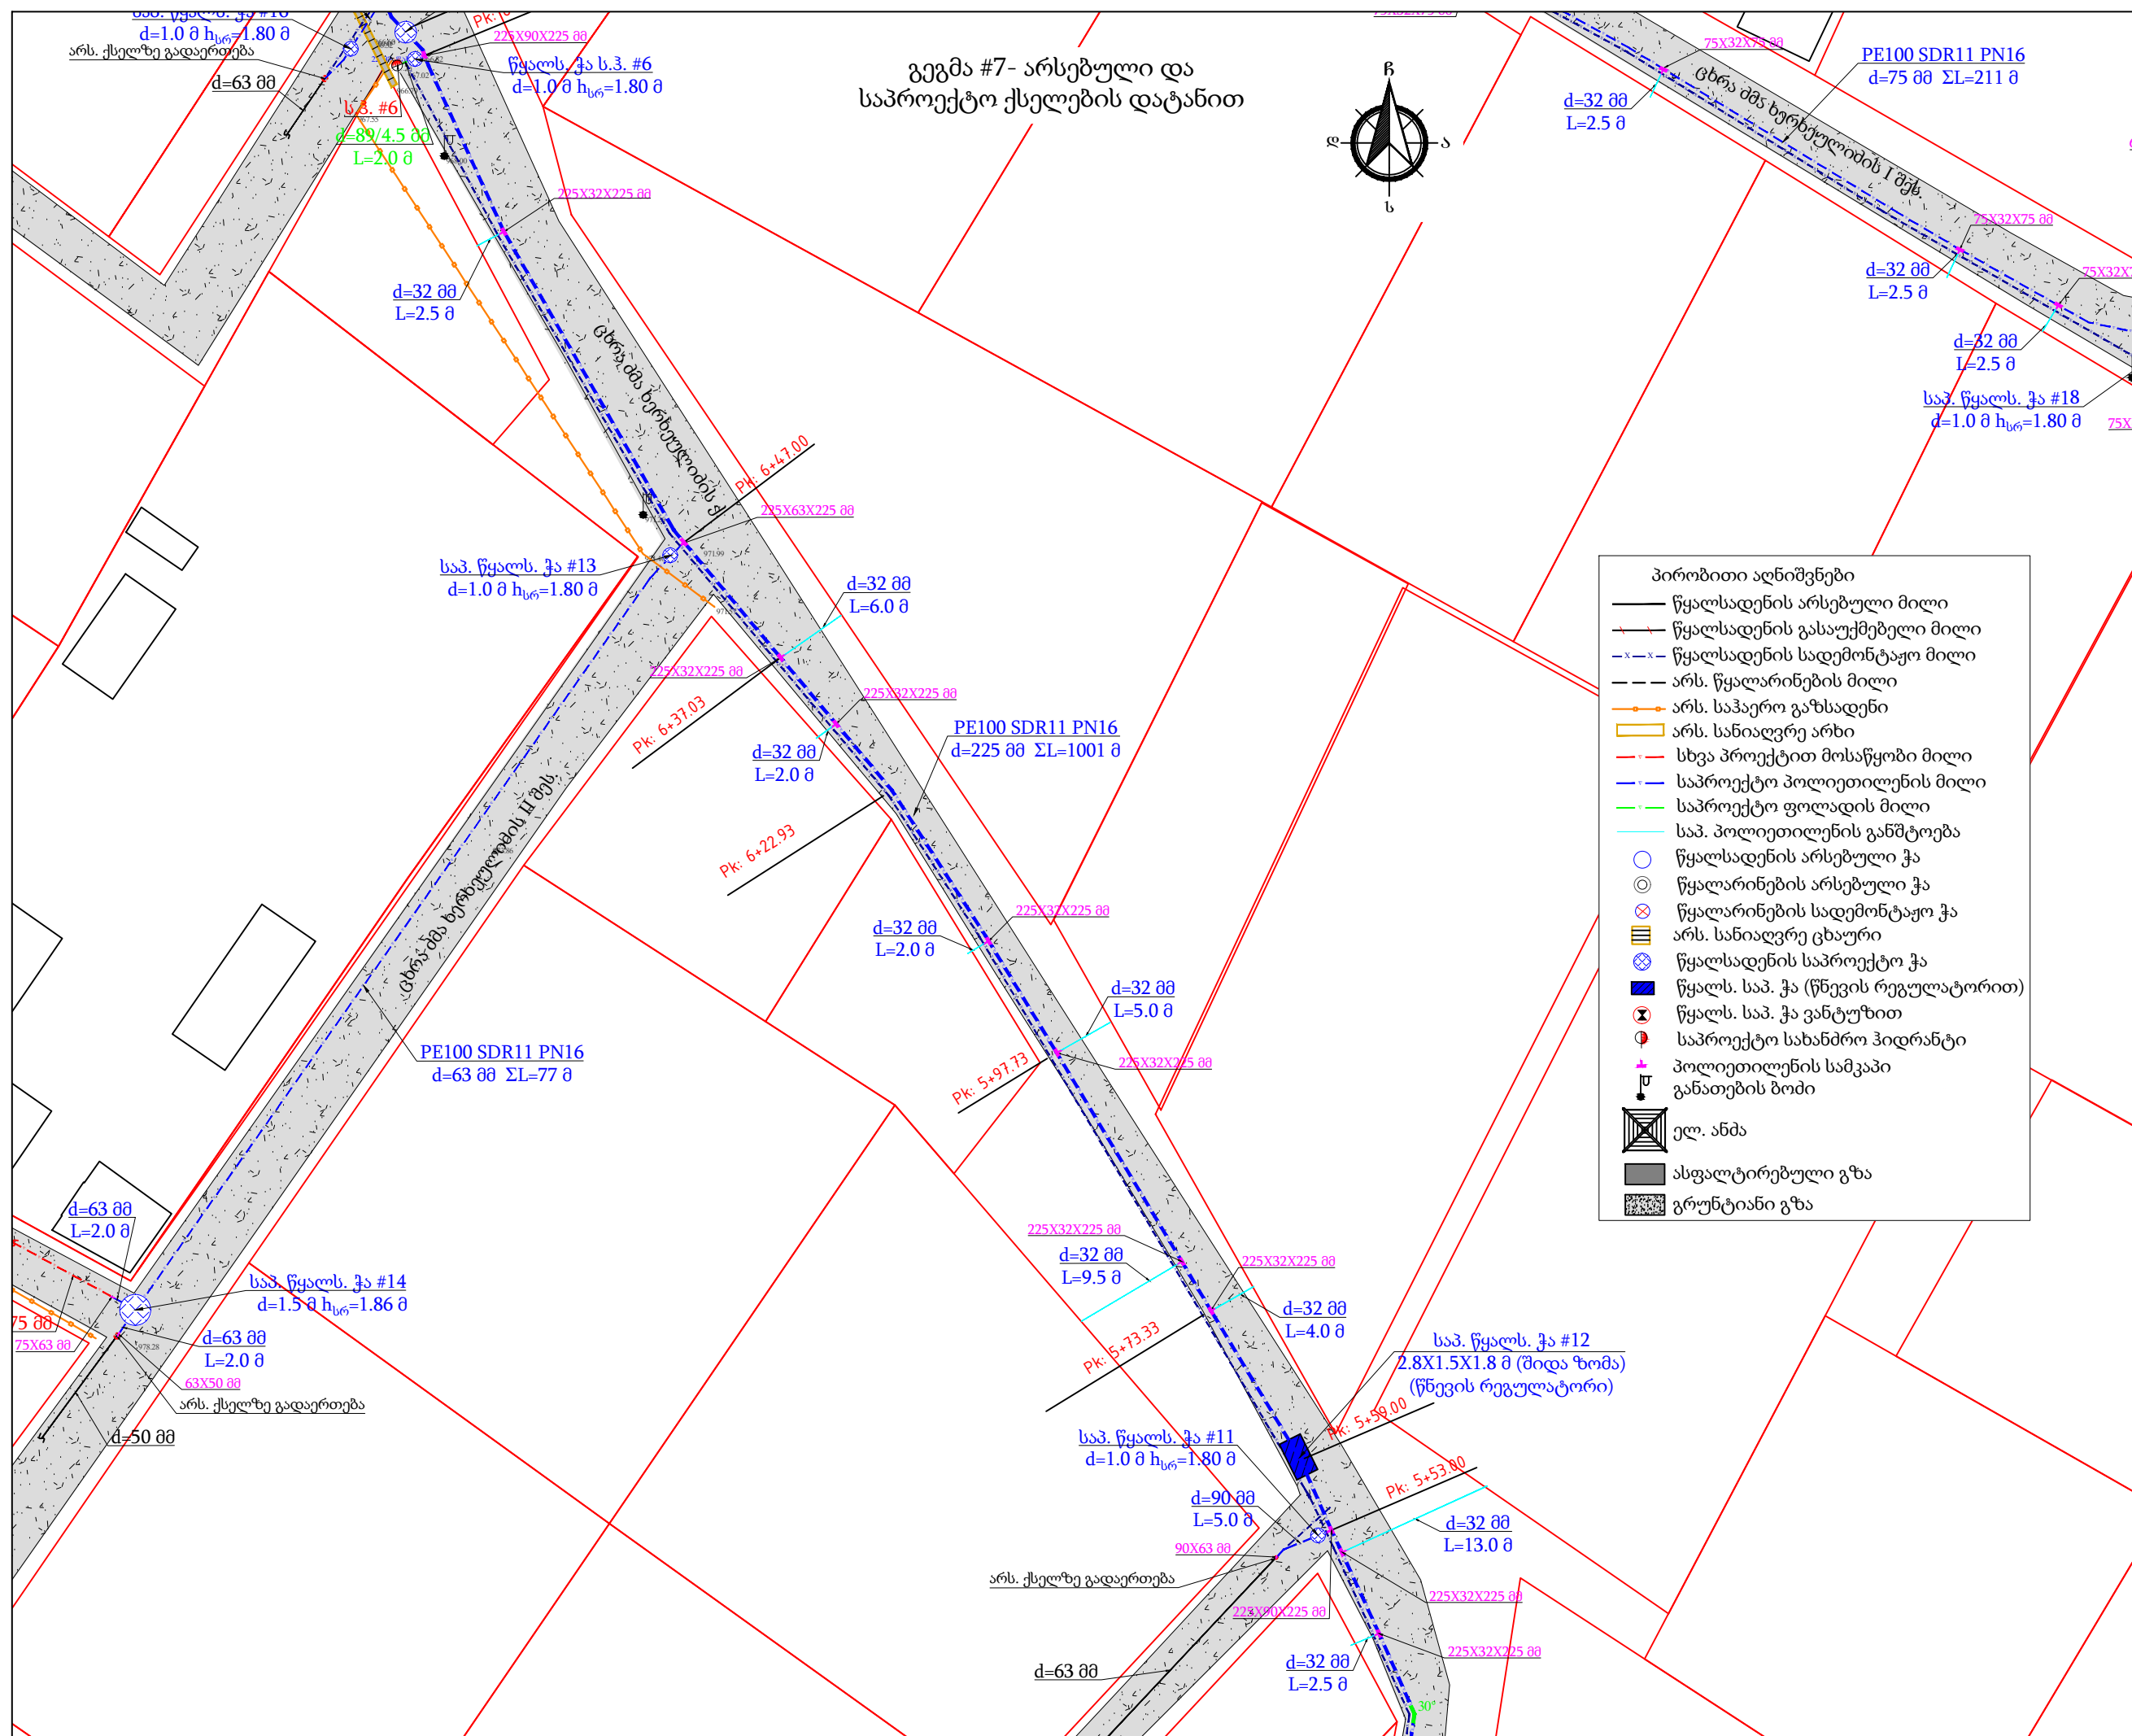 გეგმა #7- არსებული და
საპროექტო ქსელების დატანით
ჩ
დ
ა
ს
d=1.0 მ hსრ=1.80 მ
არს. ქსელზე გადაერთება
d=63 მმ
225X90X225 მმ
წყალს. ჭა ს.ჰ. #6
d=1.0 მ hსრ=1.80 მ
ს.ჰ. #6
d=89/4.5 მმ
L=2.0 მ
225X32X225 მმ
d=32 მმ
L=2.5 მ
ცხრა ძმა ხერხეულიძის ქ.
Pk: 6+47.00
225X63X225 მმ
971.99
საპ. წყალს. ჭა #13
d=1.0 მ hსრ=1.80 მ
d=32 მმ
L=6.0 მ
225X32X225 მმ
Pk: 6+37.03
225X32X225 მმ
d=32 მმ
L=2.0 მ
PE100 SDR11 PN16
d=225 მმ ΣL=1001 მ
Pk: 6+22.93
225X32X225 მმ
d=32 მმ
L=2.0 მ
d=32 მმ
L=5.0 მ
225X32X225 მმ
Pk: 5+97.73
ცხრა ძმა ხერხეულიძის II შეს.
PE100 SDR11 PN16
d=63 მმ ΣL=77 მ
225X32X225 მმ
d=32 მმ
L=9.5 მ
225X32X225 მმ
d=32 მმ
L=4.0 მ
Pk: 5+73.33
საპ. წყალს. ჭა #12
2.8X1.5X1.8 მ (შიდა ზომა)
(წნევის რეგულატორი)
Pk: 5+59.00
საპ. წყალს. ჭა #11
d=1.0 მ hსრ=1.80 მ
Pk: 5+53.00
d=90 მმ
L=5.0 მ
d=32 მმ
L=13.0 მ
90X63 მმ
არს. ქსელზე გადაერთება
225X32X225 მმ
225X90X225 მმ
225X32X225 მმ
d=63 მმ
d=32 მმ
L=2.5 მ
30°
d=63 მმ
L=2.0 მ
საპ. წყალს. ჭა #14
d=1.5 მ hსრ=1.86 მ
75 მმ
75X63 მმ
978.28
d=63 მმ
L=2.0 მ
63X50 მმ
არს. ქსელზე გადაერთება
d=50 მმ
75X32X75 მმ
PE100 SDR11 PN16
d=75 მმ ΣL=211 მ
ცხრა ძმა ხერხეულიძის I შეს.
d=32 მმ
L=2.5 მ
75X32X75 მმ
d=32 მმ
L=2.5 მ
d=32 მმ
L=2.5 მ
საპ. წყალს. ჭა #18
d=1.0 მ hსრ=1.80 მ
პირობითი აღნიშვნები
წყალსადენის არსებული მილი
წყალსადენის გასაუქმებელი მილი
წყალსადენის სადემონტაჟო მილი
არს. წყალარინების მილი
არს. საჰაერო გაზსადენი
არს. სანიაღვრე არხი
სხვა პროექტით მოსაწყობი მილი
საპროექტო პოლიეთილენის მილი
საპროექტო ფოლადის მილი
საპ. პოლიეთილენის განშტოება
წყალსადენის არსებული ჭა
წყალარინების არსებული ჭა
წყალარინების სადემონტაჟო ჭა
არს. სანიაღვრე ცხაური
წყალსადენის საპროექტო ჭა
წყალს. საპ. ჭა (წნევის რეგულატორით)
წყალს. საპ. ჭა ვანტუზით
საპროექტო სახანძრო ჰიდრანტი
პოლიეთილენის სამკაპი
განათების ბოძი
ელ. ანძა
ასფალტირებული გზა
გრუნტიანი გზა